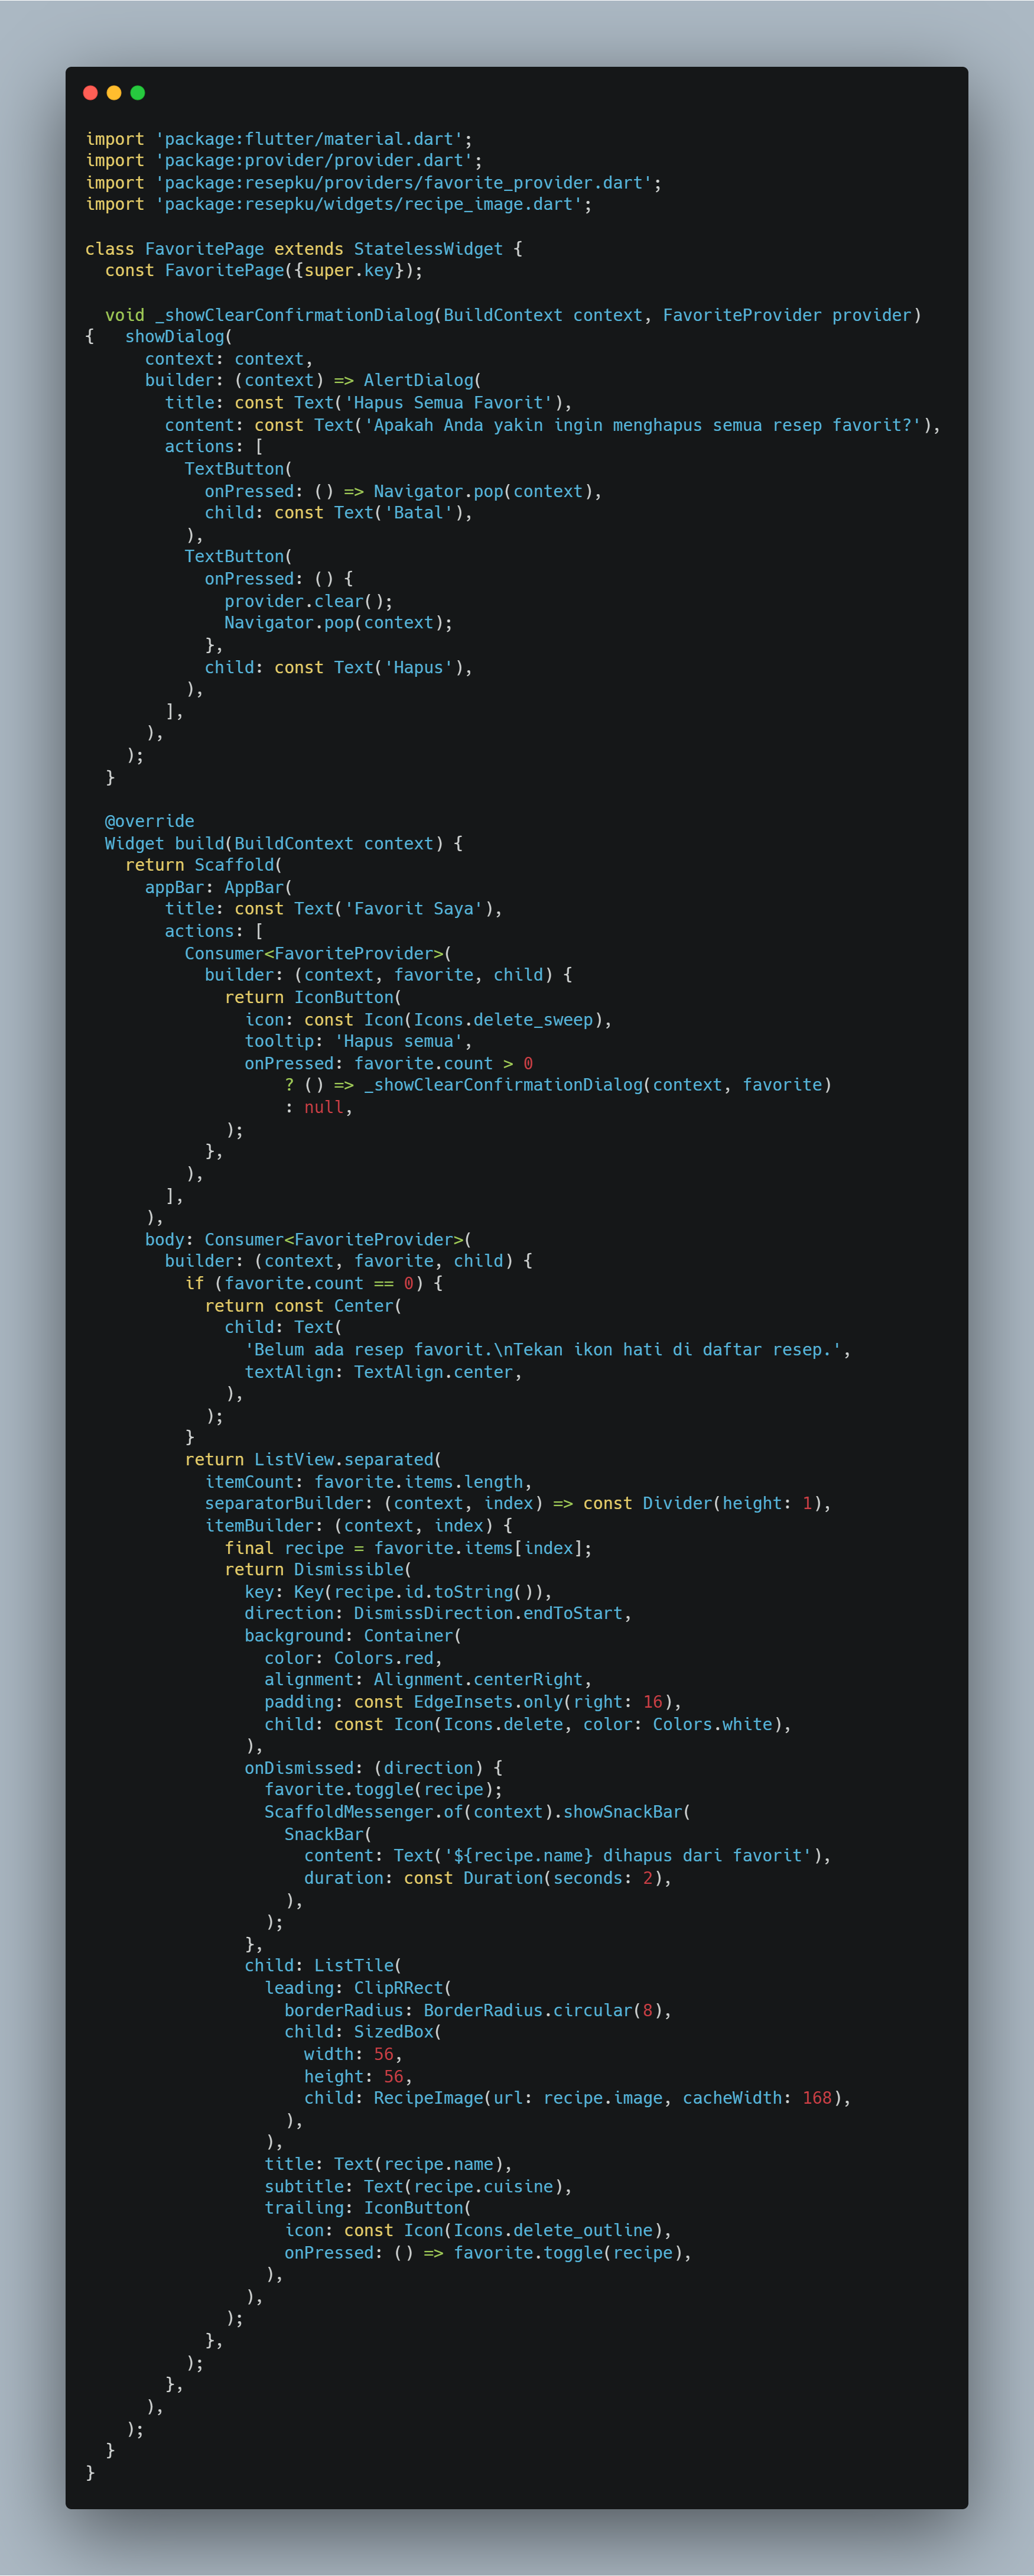 import 'package:flutter/material.dart';
import 'package:provider/provider.dart';
import 'package:resepku/providers/favorite_provider.dart';
import 'package:resepku/widgets/recipe_image.dart';

class FavoritePage extends StatelessWidget {
  const FavoritePage({super.key});

  void _showClearConfirmationDialog(BuildContext context, FavoriteProvider provider)
{   showDialog(
      context: context,
      builder: (context) => AlertDialog(
        title: const Text('Hapus Semua Favorit'),
        content: const Text('Apakah Anda yakin ingin menghapus semua resep favorit?'),
        actions: [
          TextButton(
            onPressed: () => Navigator.pop(context),
            child: const Text('Batal'),
          ),
          TextButton(
            onPressed: () {
              provider.clear();
              Navigator.pop(context);
            },
            child: const Text('Hapus'),
          ),
        ],
      ),
    );
  }

  @override
  Widget build(BuildContext context) {
    return Scaffold(
      appBar: AppBar(
        title: const Text('Favorit Saya'),
        actions: [
          Consumer<FavoriteProvider>(
            builder: (context, favorite, child) {
              return IconButton(
                icon: const Icon(Icons.delete_sweep),
                tooltip: 'Hapus semua',
                onPressed: favorite.count > 0
                    ? () => _showClearConfirmationDialog(context, favorite)
                    : null,
              );
            },
          ),
        ],
      ),
      body: Consumer<FavoriteProvider>(
        builder: (context, favorite, child) {
          if (favorite.count == 0) {
            return const Center(
              child: Text(
                'Belum ada resep favorit.\nTekan ikon hati di daftar resep.',
                textAlign: TextAlign.center,
              ),
            );
          }
          return ListView.separated(
            itemCount: favorite.items.length,
            separatorBuilder: (context, index) => const Divider(height: 1),
            itemBuilder: (context, index) {
              final recipe = favorite.items[index];
              return Dismissible(
                key: Key(recipe.id.toString()),
                direction: DismissDirection.endToStart,
                background: Container(
                  color: Colors.red,
                  alignment: Alignment.centerRight,
                  padding: const EdgeInsets.only(right: 16),
                  child: const Icon(Icons.delete, color: Colors.white),
                ),
                onDismissed: (direction) {
                  favorite.toggle(recipe);
                  ScaffoldMessenger.of(context).showSnackBar(
                    SnackBar(
                      content: Text('${recipe.name} dihapus dari favorit'),
                      duration: const Duration(seconds: 2),
                    ),
                  );
                },
                child: ListTile(
                  leading: ClipRRect(
                    borderRadius: BorderRadius.circular(8),
                    child: SizedBox(
                      width: 56,
                      height: 56,
                      child: RecipeImage(url: recipe.image, cacheWidth: 168),
                    ),
                  ),
                  title: Text(recipe.name),
                  subtitle: Text(recipe.cuisine),
                  trailing: IconButton(
                    icon: const Icon(Icons.delete_outline),
                    onPressed: () => favorite.toggle(recipe),
                  ),
                ),
              );
            },
          );
        },
      ),
    );
  }
}